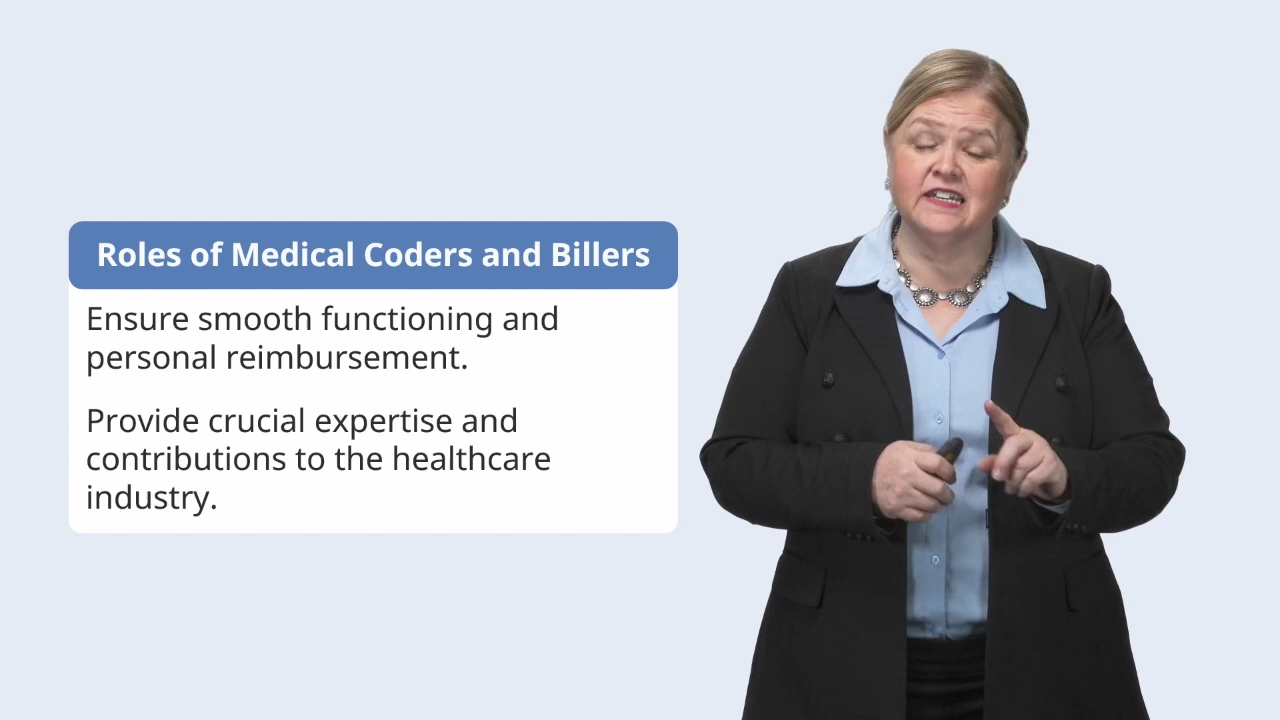 Roles of Medical Coders and Billers
Ensure smooth functioning and
personal reimbursement.
Provide crucial expertise and
contributions to the healthcare
industry.